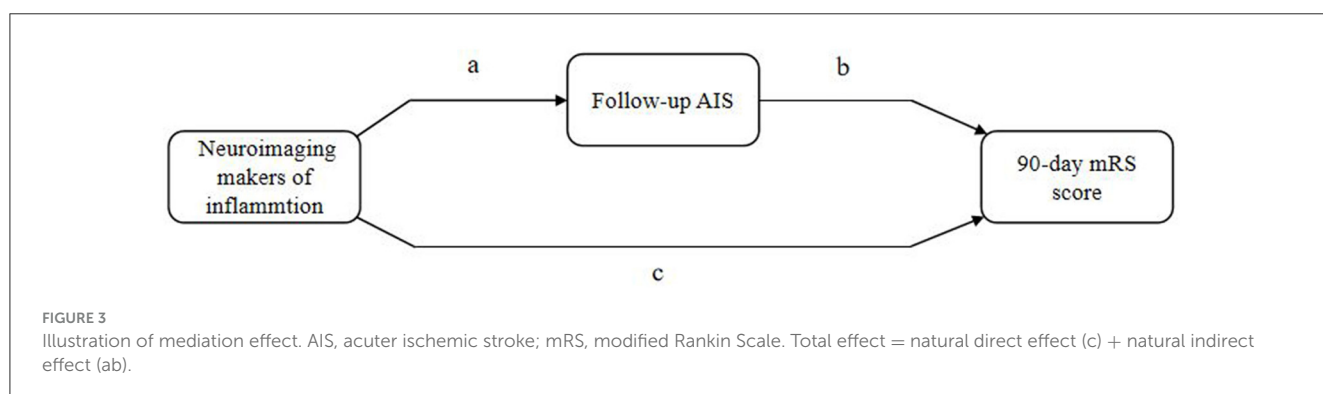 a
b
Follow-up AIS
Neuroimaging
makers of
inflammtion
90-day mRS
score
c
FIGURE 3
Illustration of mediation effect. AIS, acuter ischemic stroke; mRS, modified Rankin Scale. Total effect = natural direct effect (c) + natural indirect
effect (ab).